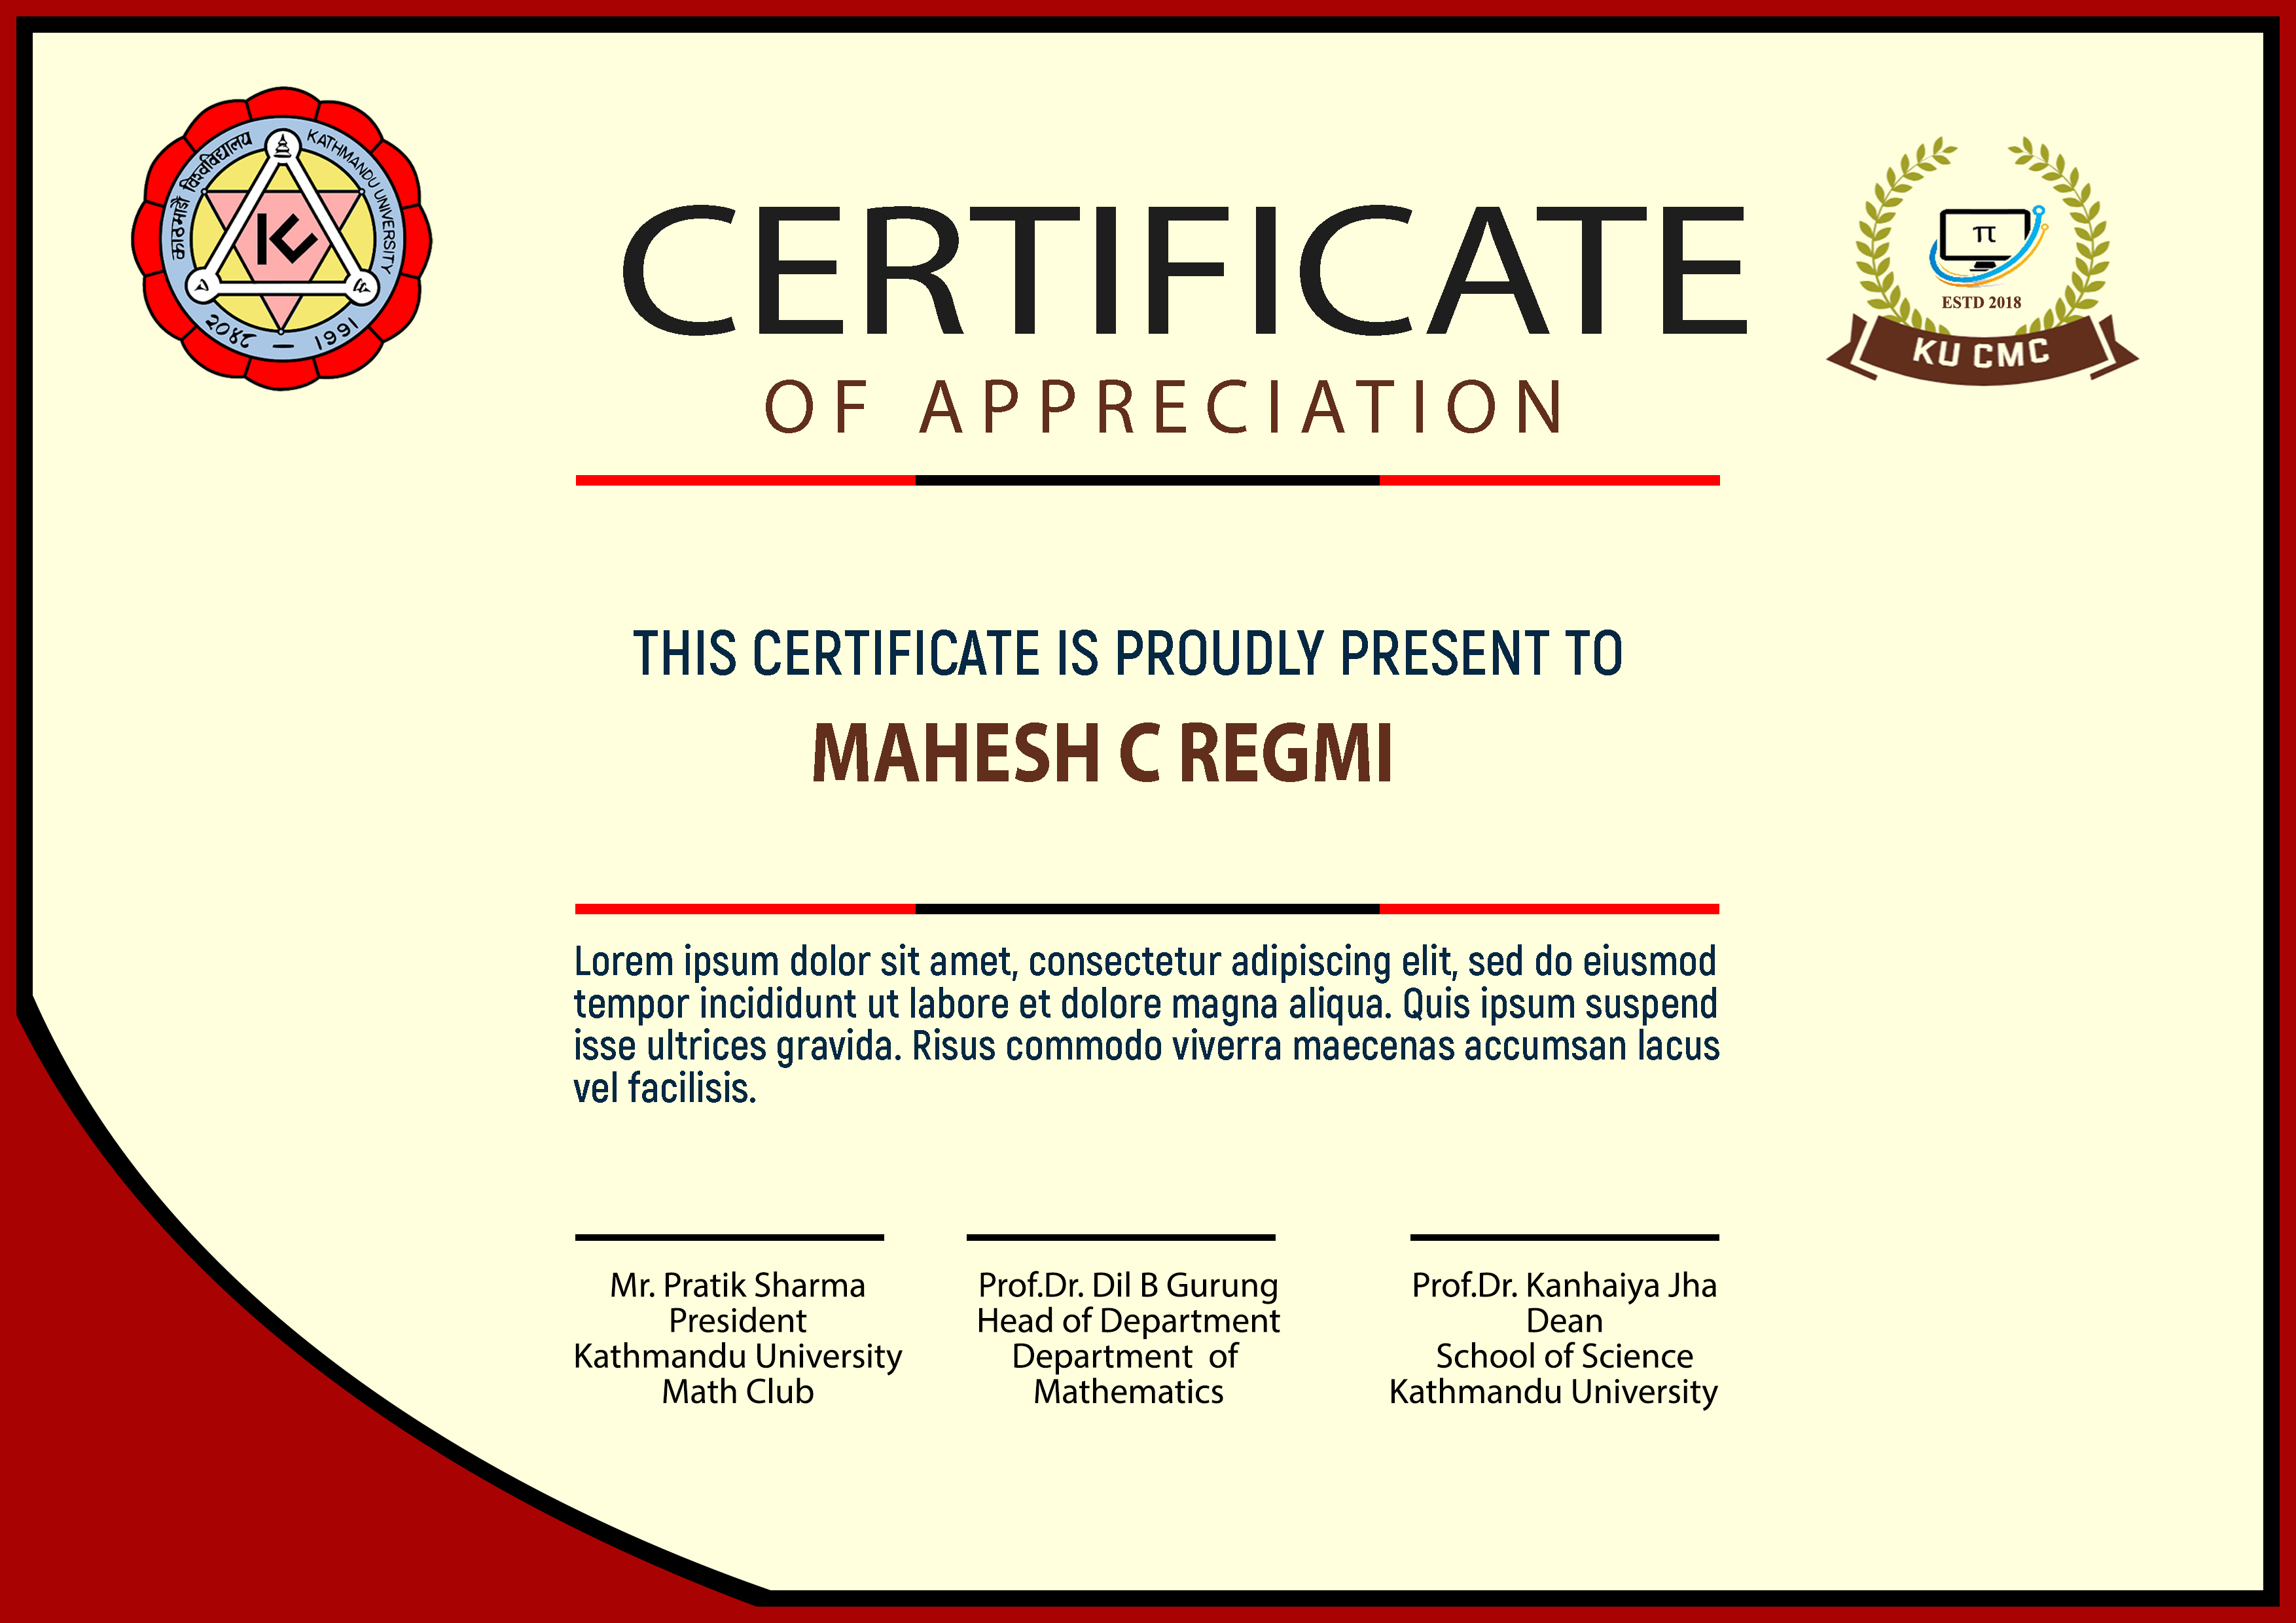 काठमाडौं विश्वविद्यालय
KATHMANDU UNIVERSITY
२०४८ — 1991
CERTIFICATE
OF APPRECIATION
π
ESTD 2018
KU CMC
THIS CERTIFICATE IS PROUDLY PRESENT TO
MAHESH C REGMI
Lorem ipsum dolor sit amet, consectetur adipiscing elit, sed do eiusmod
tempor incididunt ut labore et dolore magna aliqua. Quis ipsum suspend
isse ultrices gravida. Risus commodo viverra maecenas accumsan lacus
vel facilisis.
Mr. Pratik Sharma
President
Kathmandu University
Math Club
Prof.Dr. Dil B Gurung
Head of Department
Department of
Mathematics
Prof.Dr. Kanhaiya Jha
Dean
School of Science
Kathmandu University